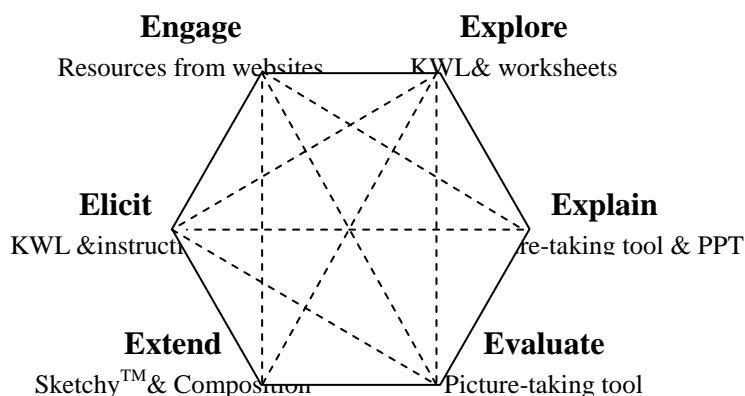 Engage
Resources from websites
Explore
KWL& worksheets
Elicit
KWL &instructi
Explain
re-taking tool & PPT
Extend
Sketchy™& Composition
Evaluate
Picture-taking tool